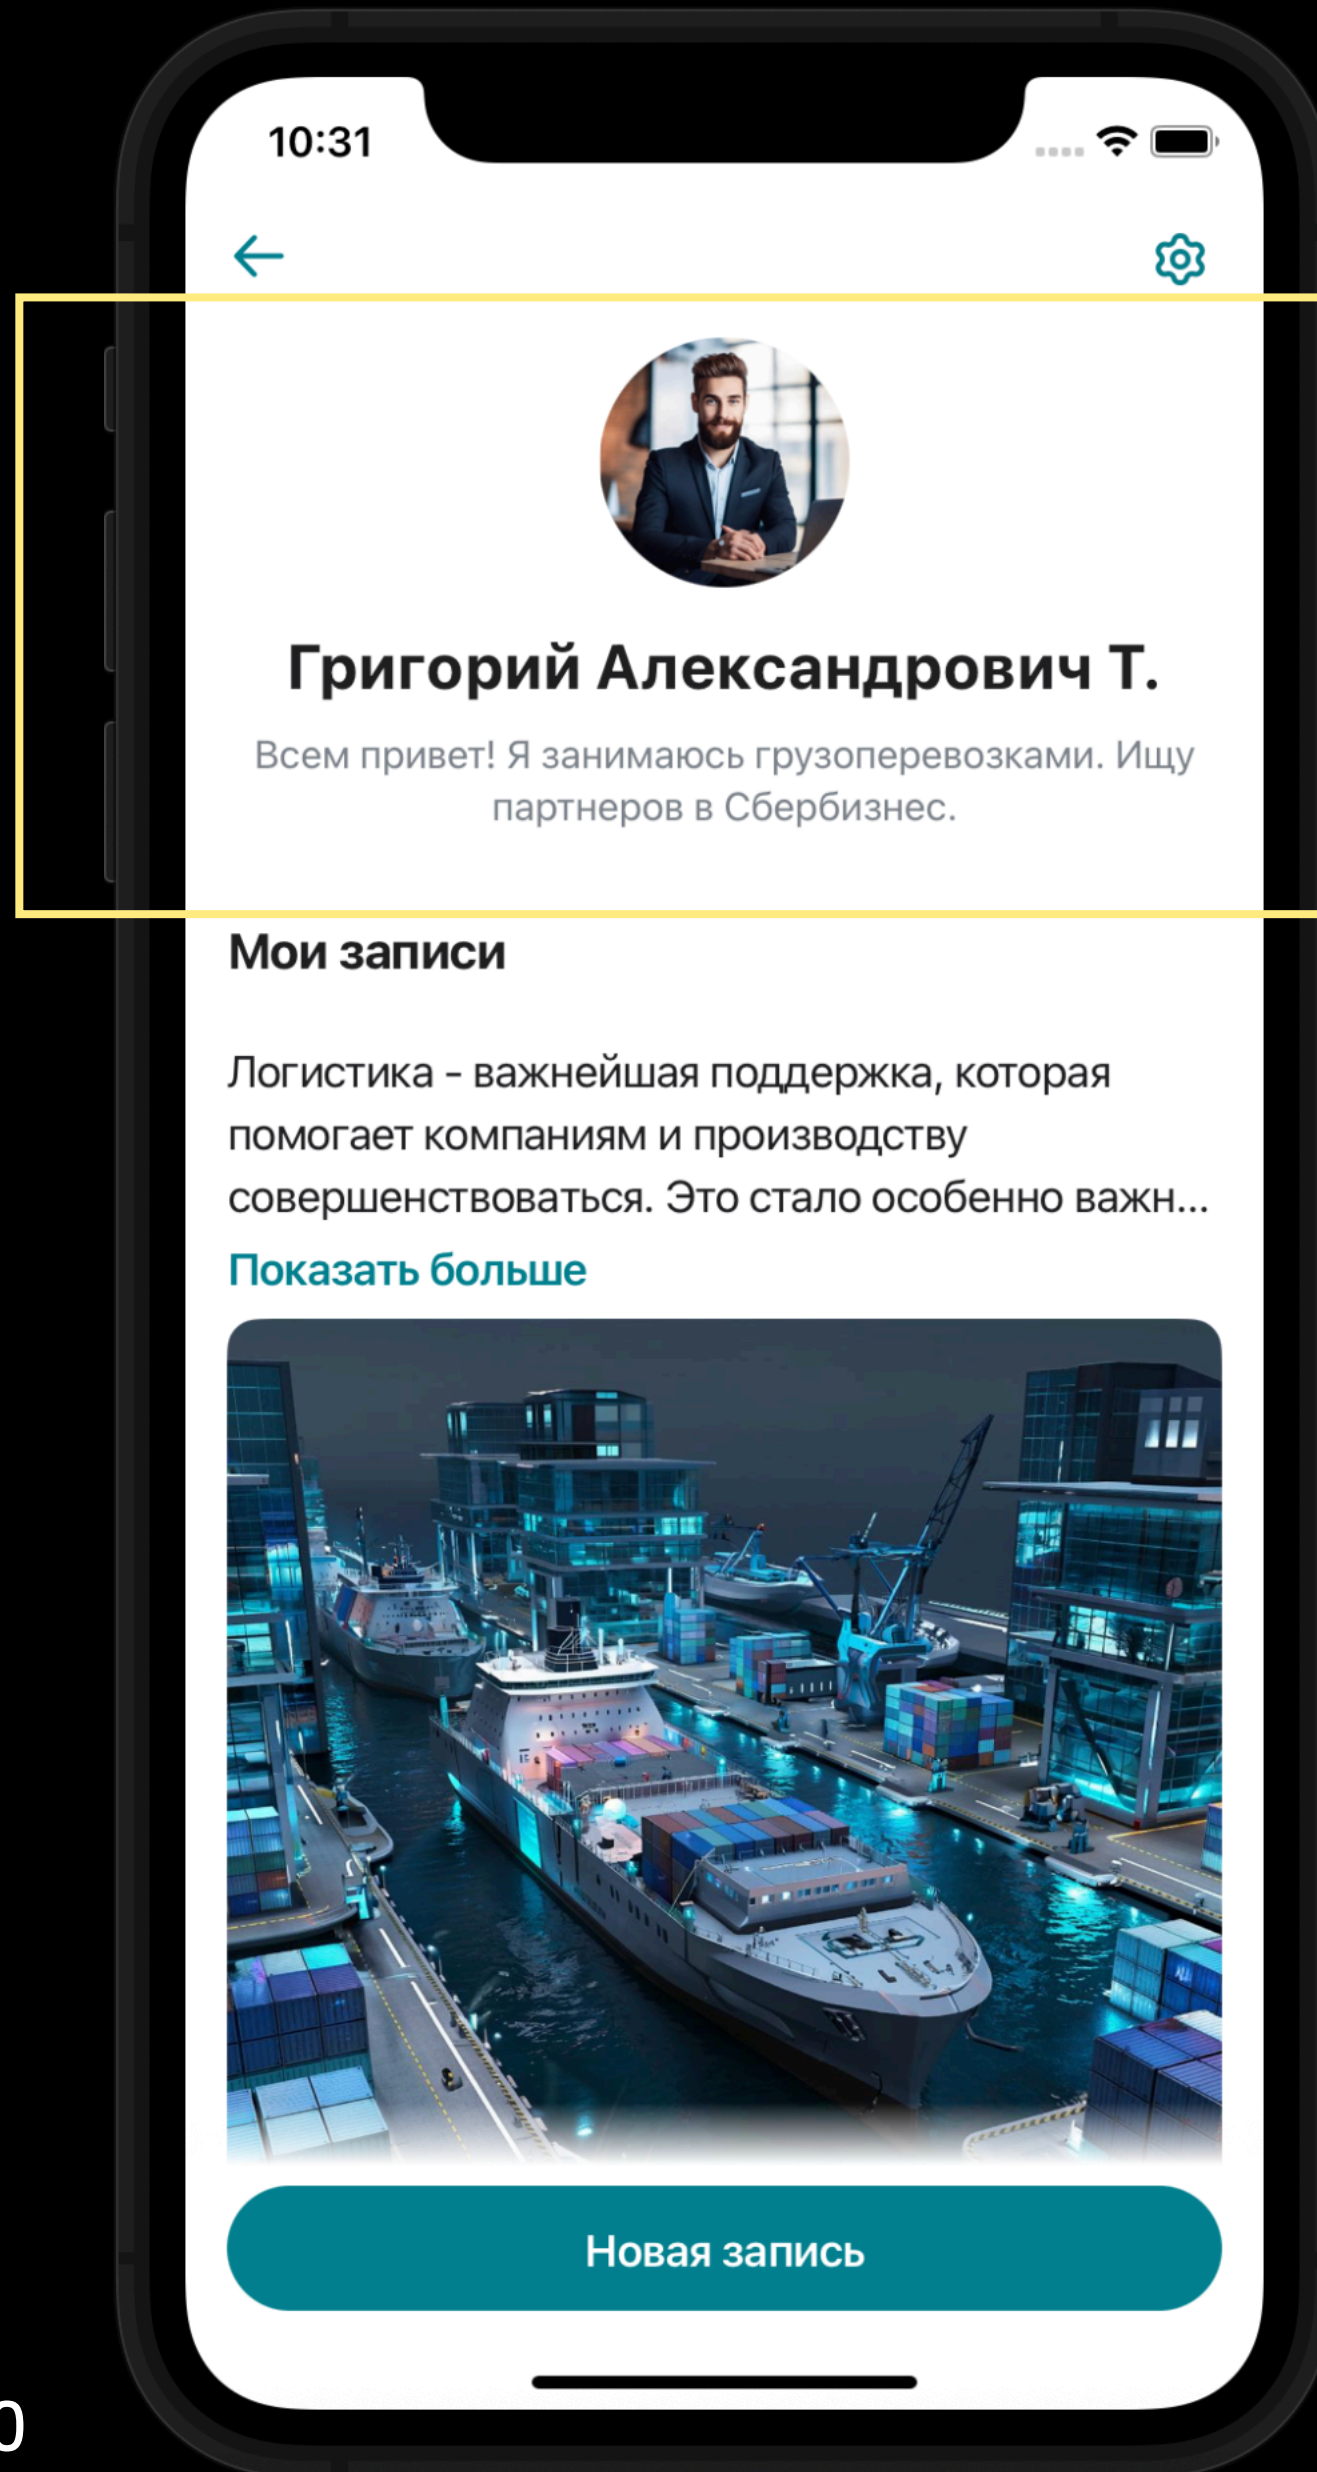 10:31
Григорий Александрович Т.
Всем привет! Я занимаюсь грузоперевозками. Ищу
партнеров в Сбербизнес.
Мои записи
Логистика - важнейшая поддержка, которая
помогает компаниям и производству
совершенствоваться. Это стало особенно важн...
Показать больше
Новая запись